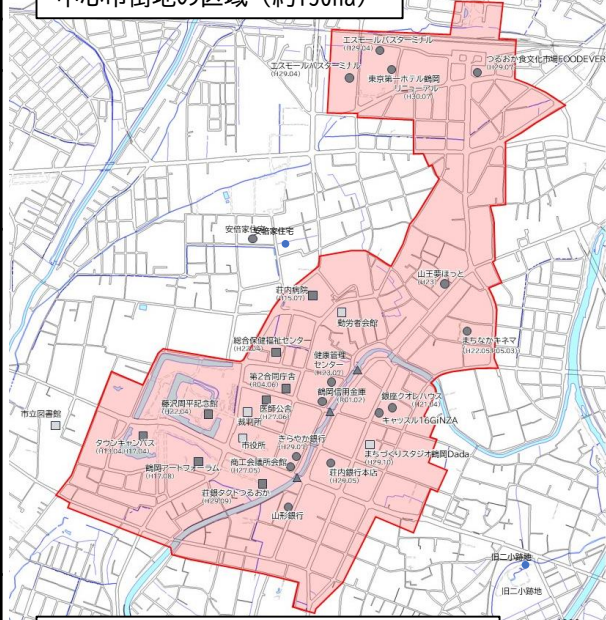 中心市街地の区域（約190ha）
エスモールバスターミナル
(H29.04)
エスモールバスターミナル
(H29.04)
東京第一ホテル鶴岡
リニューアル
(H30.07)
つるおか食文化市場FOODEVER
(H29.07)
安倍家住宅
安倍家住宅
山王夢ほっと
荘内病院
(H15.07)
勤労者会館
まちなかキネマ
(H22.05→R05.03)
総合保健福祉センター
(H22.04)
健康管理
センター
(H23.07)
第2合同庁舎
(R04.06)
鶴岡信用金庫
(R01.02)
銀座クオレハウス
(H21.04)
キャッスル16GiNZA
藤沢周平記念館
(H22.04)
医師公舎
(H27.06)
裁判所
市立図書館
タウンキャンパス
(H13.04 H17.04)
市役所
きらやか銀行
まちづくりスタジオ鶴岡Dada
(H29.10)
鶴岡アートフォーラム
(H17.08)
商工会議所会館
(H27.05)
荘内銀行本店
(H29.05)
荘銀タクトつるおか
(H29.09)
山形銀行
旧二小跡地
旧二小跡地